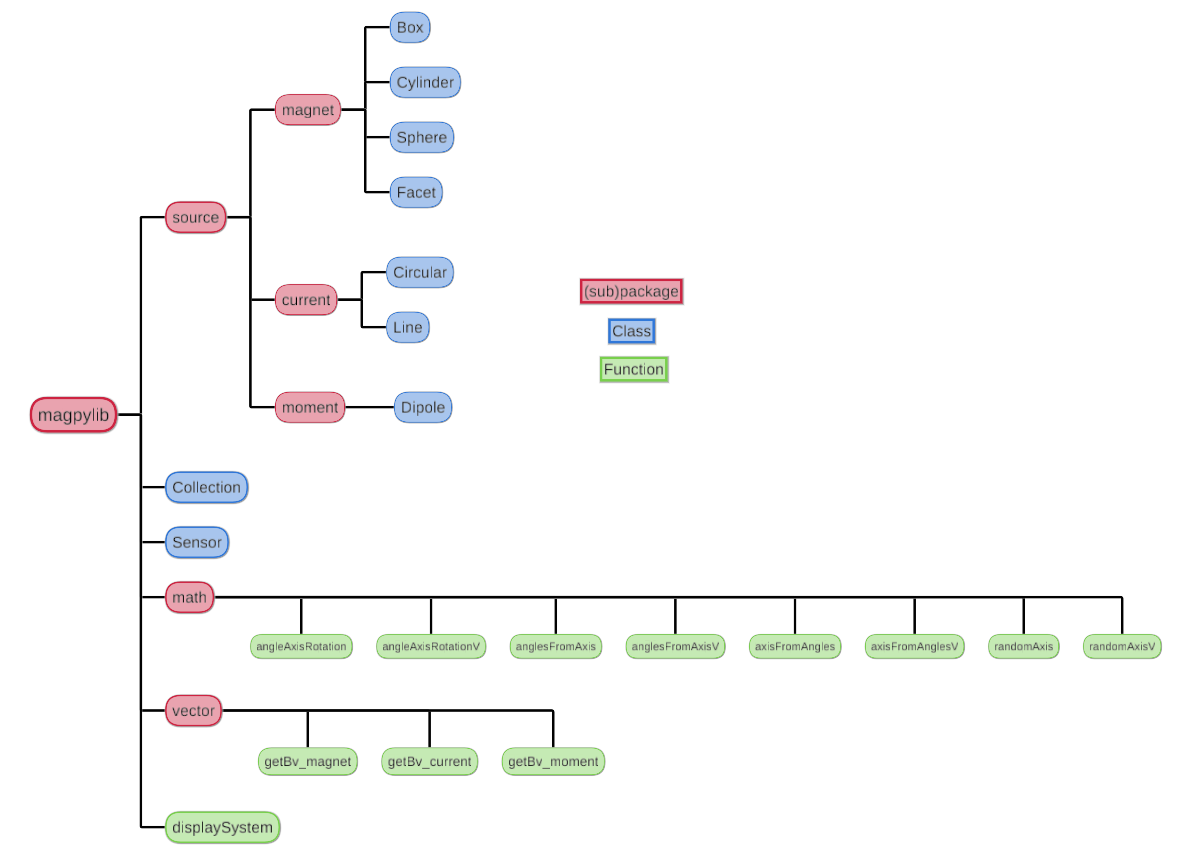 Box
Cylinder
magnet
Sphere
Facet
source
Circular
current
Line
moment
Dipole
(sub)package
Class
Function
magpylib
Collection
Sensor
math
angleAxisRotation
angleAxisRotationV
anglesFromAxis
anglesFromAxisV
axisFromAngles
axisFromAnglesV
randomAxis
randomAxisV
vector
getBv_magnet
getBv_current
getBv_moment
displaySystem